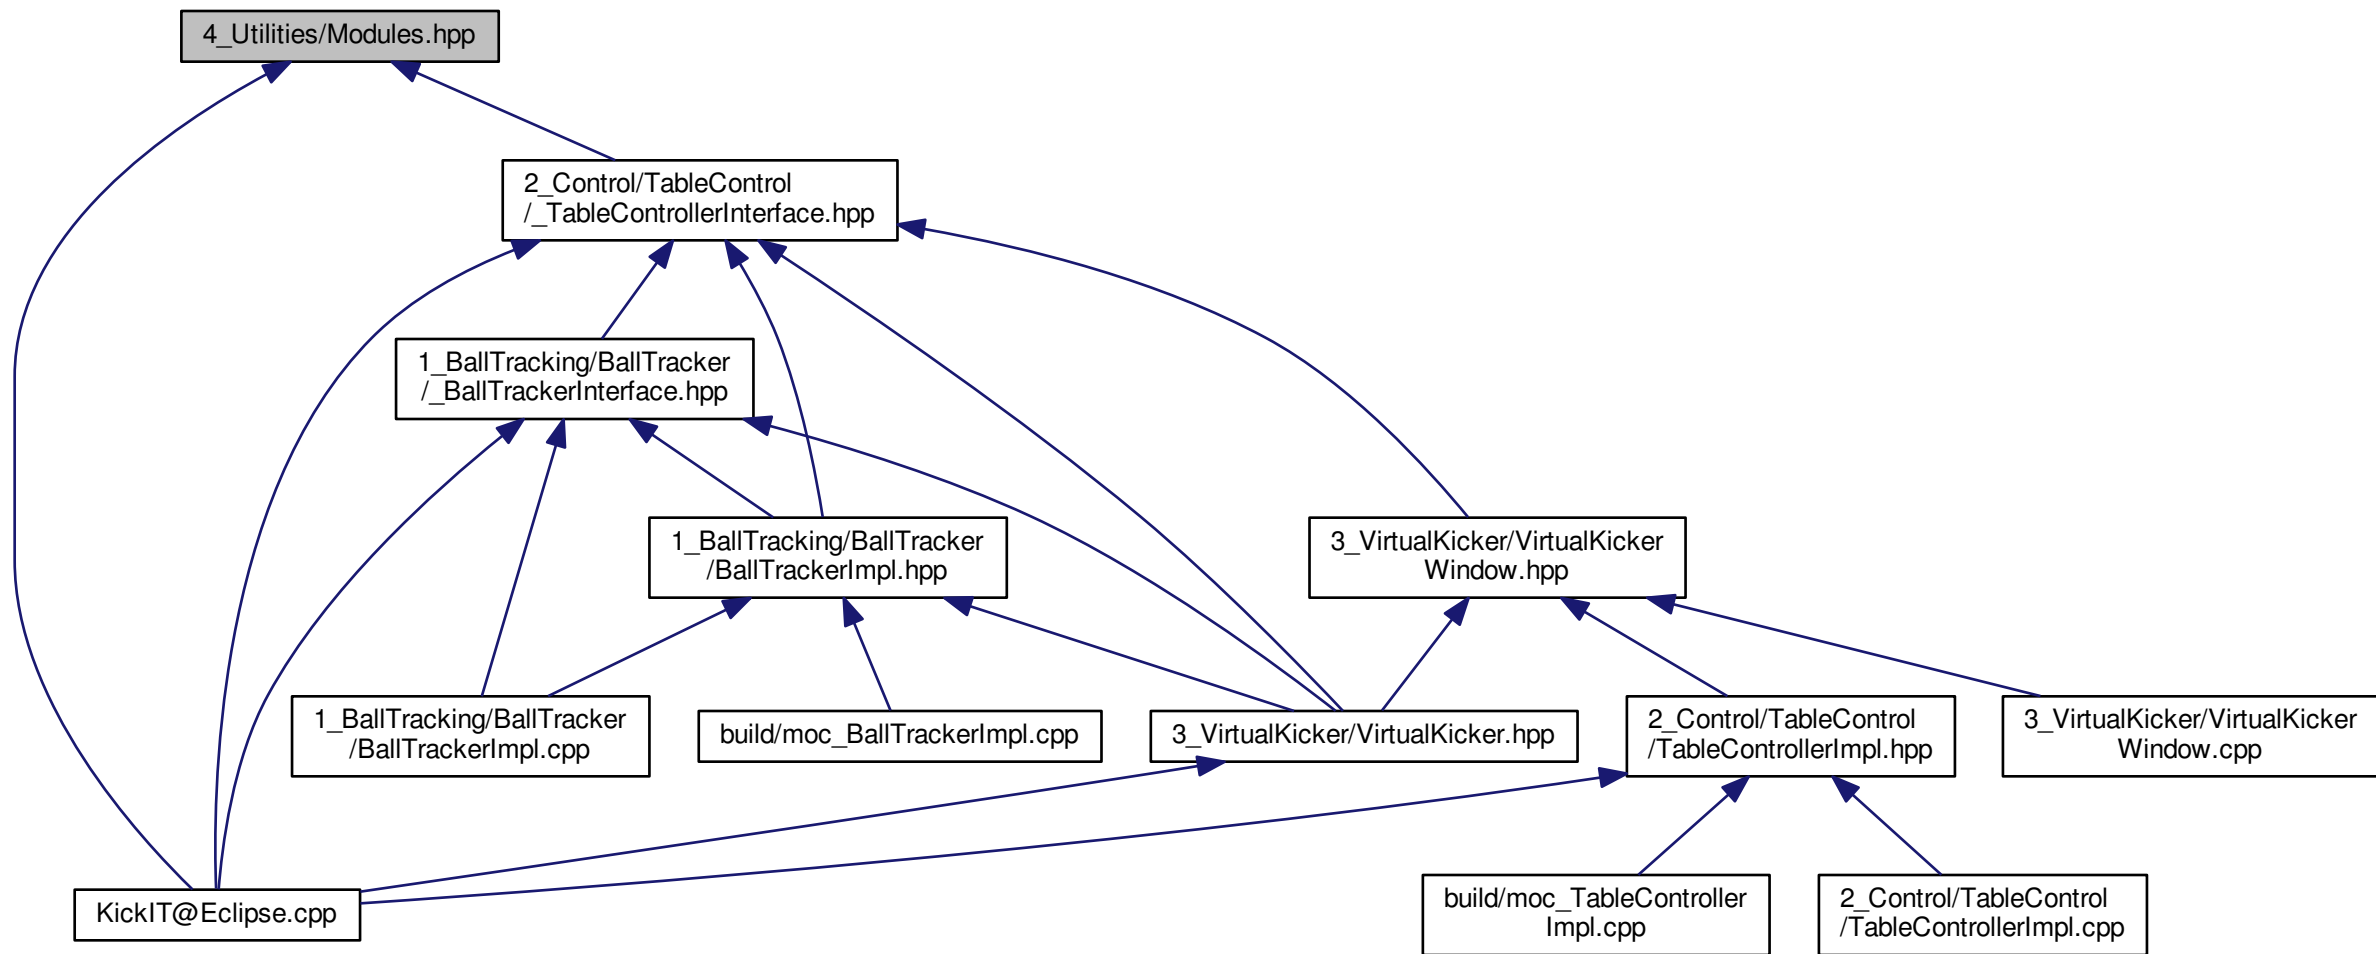 4_Utilities/Modules.hpp
2_Control/TableControl
/_TableControllerInterface.hpp
1_BallTracking/BallTracker
/_BallTrackerInterface.hpp
1_BallTracking/BallTracker
/BallTrackerImpl.hpp
3_VirtualKicker/VirtualKicker
Window.hpp
1_BallTracking/BallTracker
/BallTrackerImpl.cpp
build/moc_BallTrackerImpl.cpp
3_VirtualKicker/VirtualKicker.hpp
2_Control/TableControl
/TableControllerImpl.hpp
3_VirtualKicker/VirtualKicker
Window.cpp
KickIT@Eclipse.cpp
build/moc_TableController
Impl.cpp
2_Control/TableControl
/TableControllerImpl.cpp